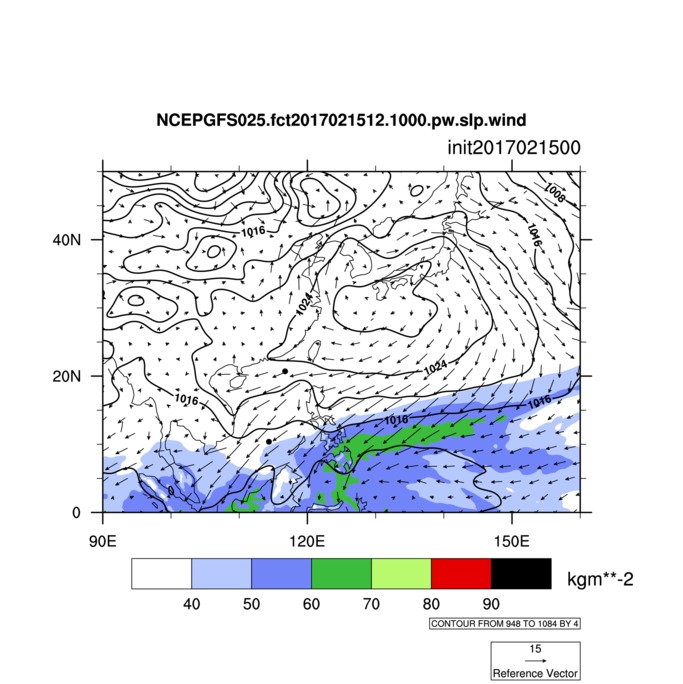 NCEPGFS025.fct2017021512.1000.pw.slp.wind
init2017021500
1008
1016
1016
40N
1024
1024
20N
1016
1016
1016
0
0
90E 120E 150E
kgm**-2
40 50 60 70 80 90
CONTOUR FROM 948 TO 1084 BY 4
15
Reference Vector